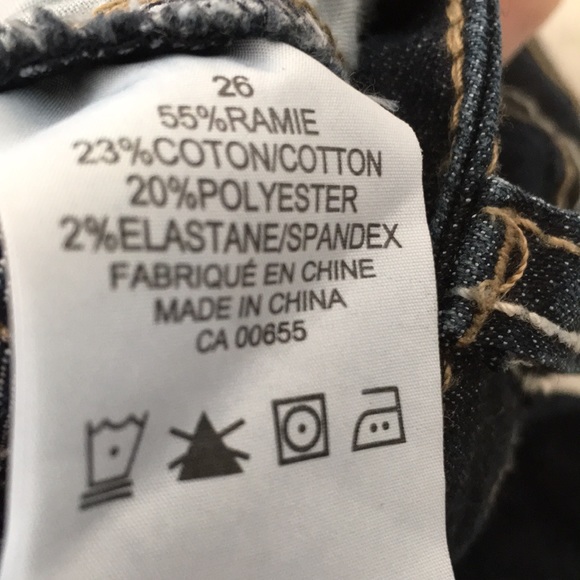 26
55%RAMIE
23%COTON/COTTON
20%POLYESTER
2%ELASTANE/SPANDEX
FABRIQUÉ EN CHINE
MADE IN CHINA
CA 00655